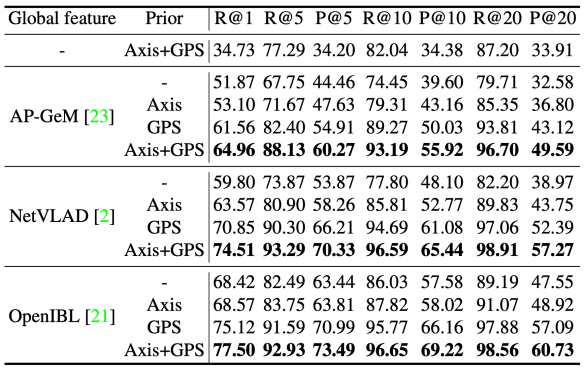 Global feature Prior R@1 R@5 P@5 R@10 P@10 R@20 P@20
- Axis+GPS 34.73 77.29 34.20 82.04 34.38 87.20 33.91
- 51.87 67.75 44.46 74.45 39.60 79.71 32.58
Axis 53.10 71.67 47.63 79.31 43.16 85.35 36.80
AP-GeM [23]
GPS 61.56 82.40 54.91 89.27 50.03 93.81 43.12
Axis+GPS 64.96 88.13 60.27 93.19 55.92 96.70 49.59
- 59.80 73.87 53.87 77.80 48.10 82.20 38.97
Axis 63.57 80.90 58.26 85.81 52.77 89.83 43.75
NetVLAD [2]
GPS 70.85 90.30 66.21 94.69 61.08 97.06 52.39
Axis+GPS 74.51 93.29 70.33 96.59 65.44 98.91 57.27
- 68.42 82.49 63.44 86.03 57.58 89.19 47.55
Axis 68.57 83.75 63.81 87.82 58.02 91.07 48.92
OpenIBL [21]
GPS 75.12 91.59 70.99 95.77 66.16 97.88 57.09
Axis+GPS 77.50 92.93 73.49 96.65 69.22 98.56 60.73